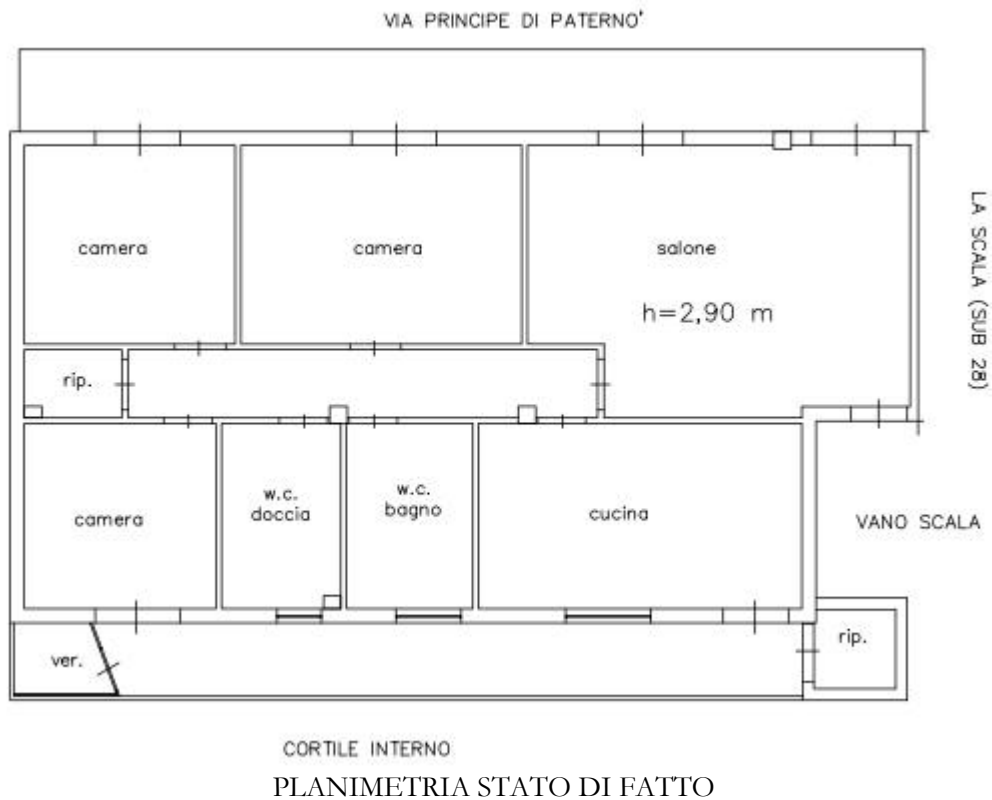 VIA PRINCIPE DI PATERNO'
camera
camera
salone
h=2,90 m
LA SCALA (SUB 28)
rip.
camera
w.c.
doccia
w.c.
bagno
cucina
VANO SCALA
ver.
rip.
CORTILE INTERNO
PLANIMETRIA STATO DI FATTO